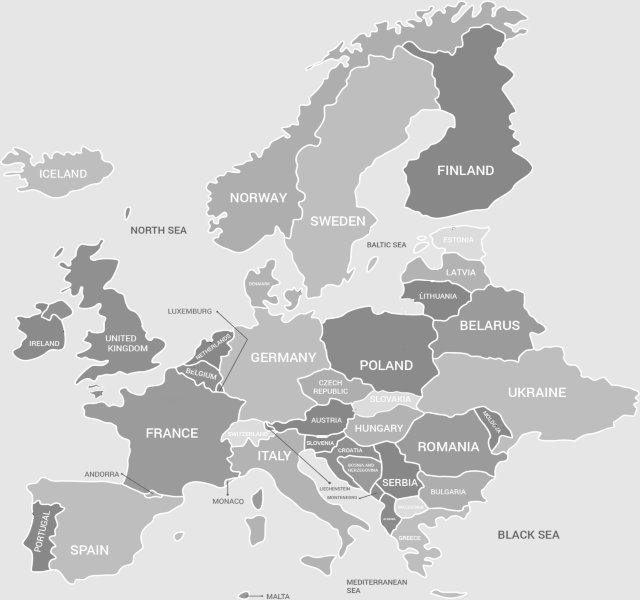 ICELAND
FINLAND
NORWAY
SWEDEN
NORTH SEA
ESTONIA
BALTIC SEA
LATVIA
DENMARK
LITHUANIA
LUXEMBURG
BELARUS
IRELAND
UNITED
KINGDOM
NETHERLANDS
GERMANY
POLAND
BELGIUM
CZECH
REPUBLIC
UKRAINE
SLOVAKIA
AUSTRIA
MOLDOVA
HUNGARY
FRANCE
SWITZERLAND
SLOVENIA
ROMANIA
CROATIA
ITALY
BOSNIA AND
HERZEGOVINA
ANDORRA
SERBIA
LIECHTENSTEIN
BULGARIA
MONTENEGRO
MONACO
PORTUGAL
BLACK SEA
GREECE
SPAIN
MEDITERRANEAN
SEA
MALTA